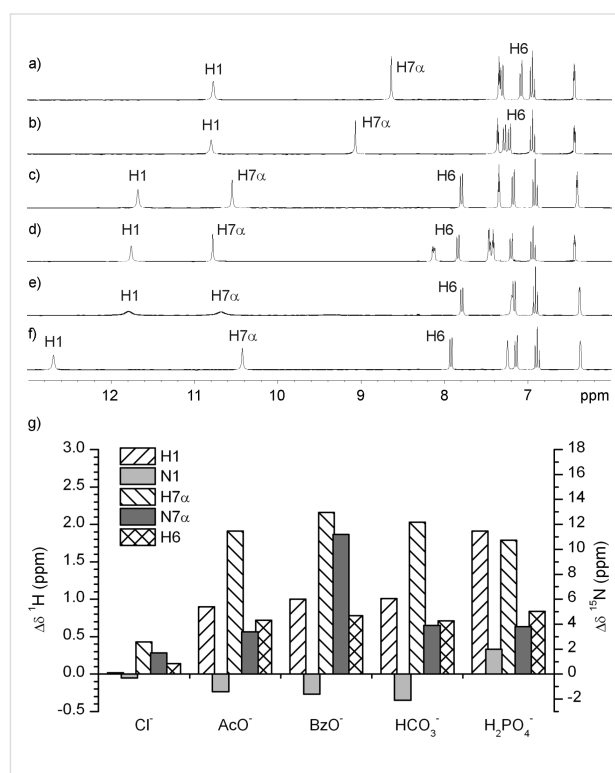 a) H1 H7α H6
b) H1 H7α H6
c) H1 H7α H6
d) H1 H7α H6
e) H1 H7α H6
f) H1 H7α H6
12 11 10 9 8 7 ppm
g)
3.0 18
2.5 16
2.0 14
1.5 12
1.0 10
0.5 8
0.0 6
-0.5 4
2
0
-2
H1
N1
H7α
N7α
H6
Δδ ¹H (ppm)
Δδ ¹⁵N (ppm)
Cl⁻ AcO⁻ BzO⁻ HCO₃⁻ H₂PO₄⁻